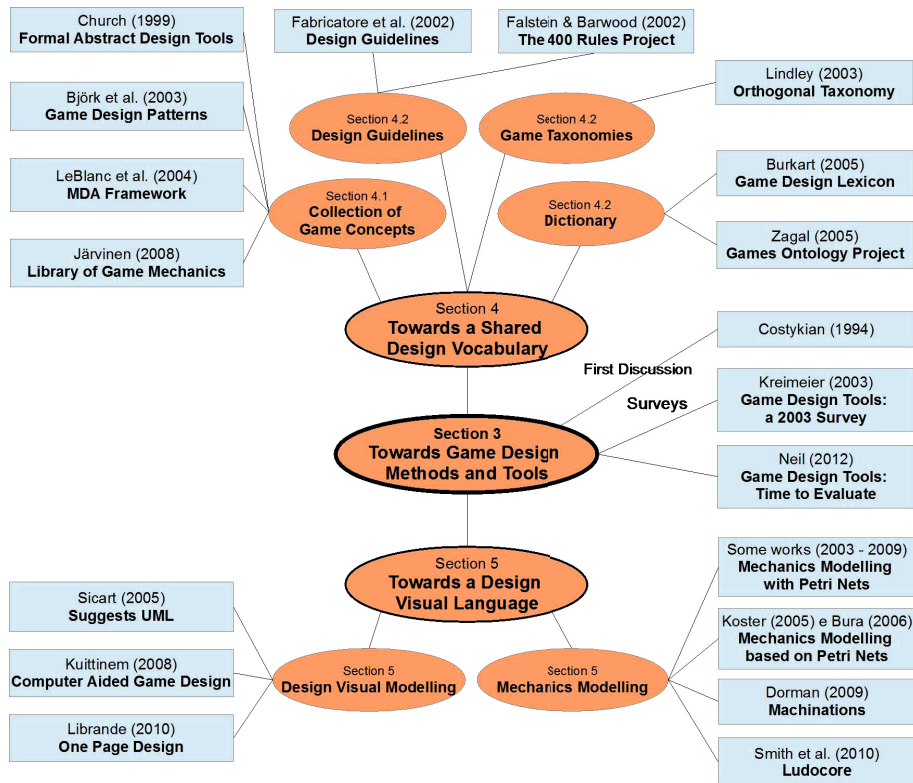 Church (1999)
Formal Abstract Design Tools
Fabricatore et al. (2002)
Design Guidelines
Falstein & Barwood (2002)
The 400 Rules Project
Lindley (2003)
Orthogonal Taxonomy
Björk et al. (2003)
Game Design Patterns
Section 4.2
Design Guidelines
Section 4.2
Game Taxonomies
LeBlanc et al. (2004)
MDA Framework
Burkart (2005)
Game Design Lexicon
Section 4.1
Collection of
Game Concepts
Section 4.2
Dictionary
Järvinen (2008)
Library of Game Mechanics
Zagal (2005)
Games Ontology Project
Section 4
Towards a Shared
Design Vocabulary
Costykian (1994)
First Discussion
Surveys
Kreimeier (2003)
Game Design Tools:
a 2003 Survey
Section 3
Towards Game Design
Methods and Tools
Neil (2012)
Game Design Tools:
Time to Evaluate
Section 5
Towards a Design
Visual Language
Some works (2003 - 2009)
Mechanics Modelling
with Petri Nets
Sicart (2005)
Suggests UML
Koster (2005) e Bura (2006)
Mechanics Modelling
based on Petri Nets
Kuittinem (2008)
Computer Aided Game Design
Section 5
Design Visual Modelling
Section 5
Mechanics Modelling
Dorman (2009)
Machinations
Librande (2010)
One Page Design
Smith et al. (2010)
Ludocore